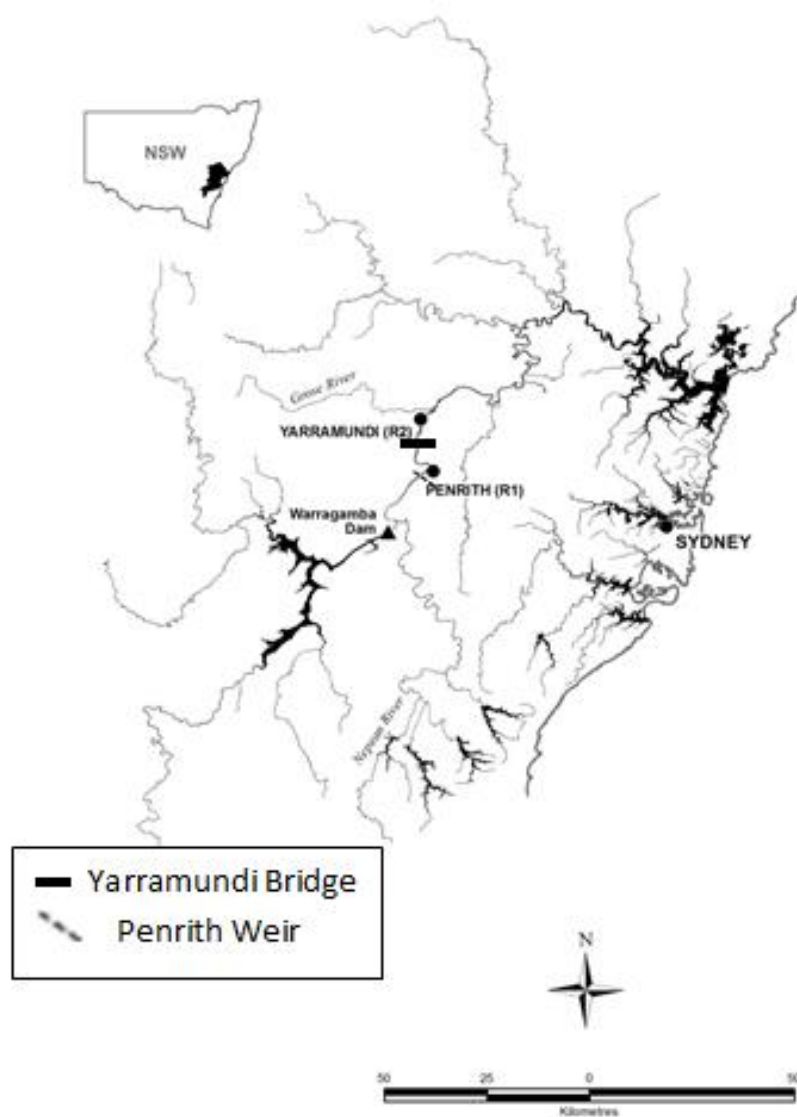 NSW
Grose River
YARRAMUNDI (R2)
PENRITH (R1)
Warragamba
Dam
SYDNEY
Nepean River
Yarramundi Bridge
Penrith Weir
N
50 25 0 50
Kilometres